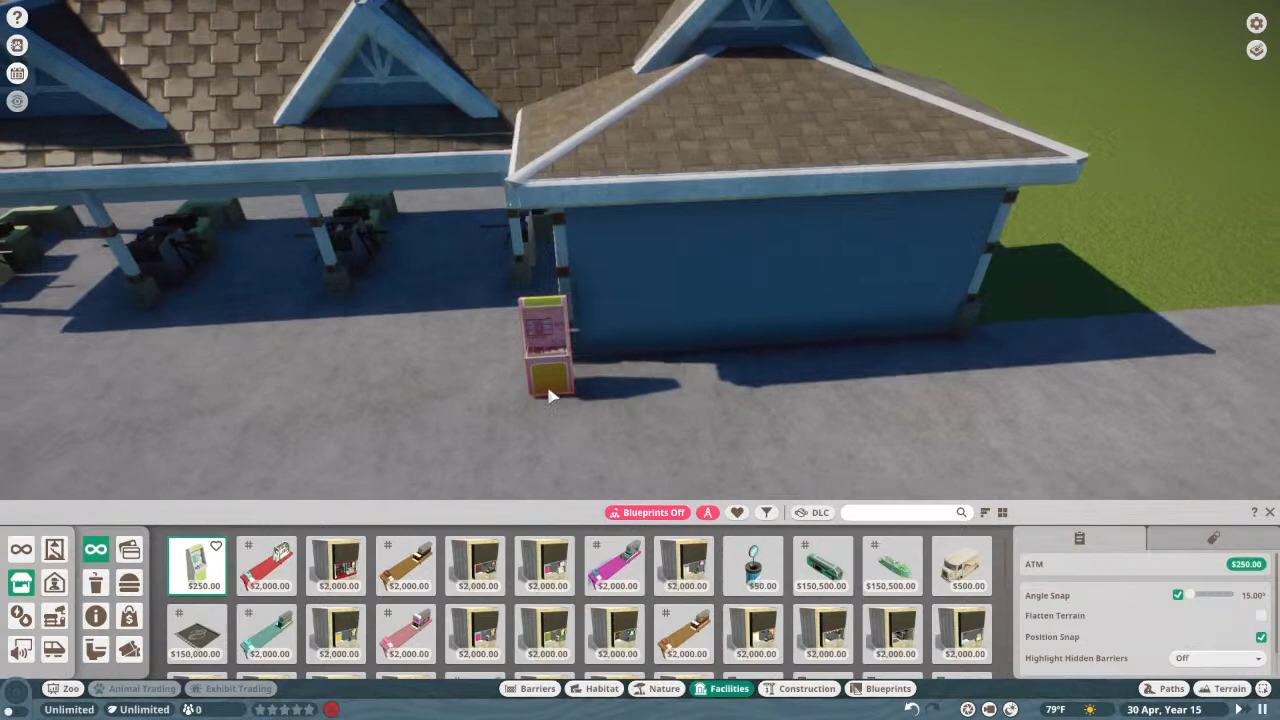 ?
Blueprints Off
DLC
? ×
$250.00 # $2,000.00 $2,000.00 # $2,000.00 $2,000.00 $2,000.00 # $2,000.00 $2,000.00 $50.00 # $150,500.00 # $150,500.00 $500.00
# $150,000.00 # $2,000.00 $2,000.00 # $2,000.00 $2,000.00 $2,000.00 $2,000.00 # $2,000.00 $2,000.00 $2,000.00 $2,000.00 $2,000.00
ATM $250.00
Angle Snap 15.00°
Flatten Terrain
Position Snap
Highlight Hidden Barriers Off
Zoo Animal Trading Exhibit Trading Barriers Habitat Nature Facilities Construction Blueprints Paths Terrain
Unlimited Unlimited 0 79°F 30 Apr, Year 15